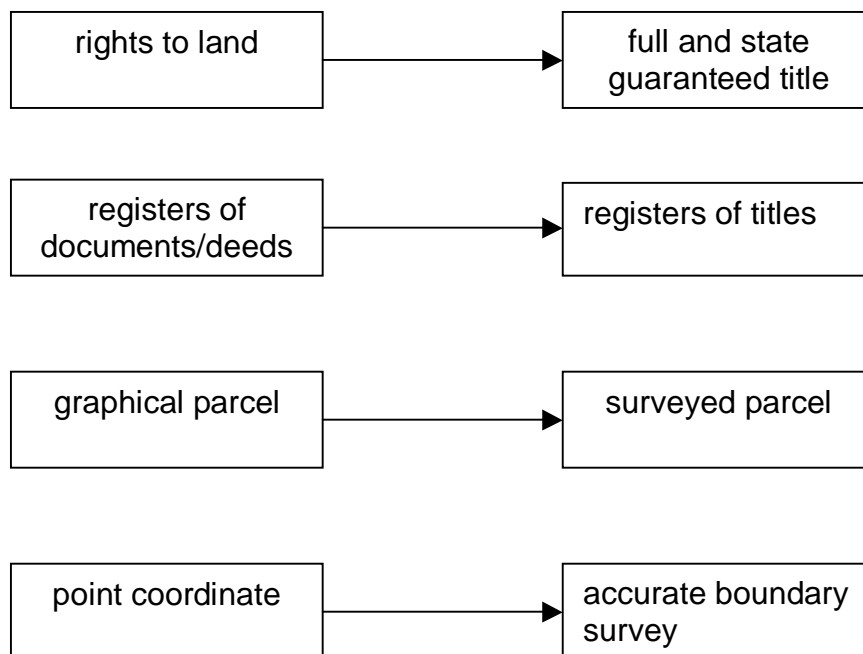 rights to land
full and state
guaranteed title
registers of
documents/deeds
registers of titles
graphical parcel
surveyed parcel
point coordinate
accurate boundary
survey